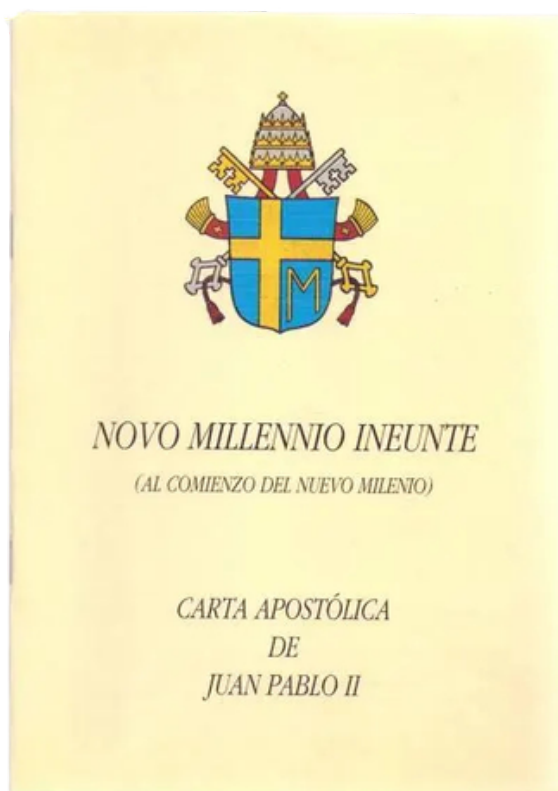 M
NOVO MILLENNIO INEUNTE
(AL COMIENZO DEL NUEVO MILENIO)
CARTA APOSTÓLICA
DE
JUAN PABLO II